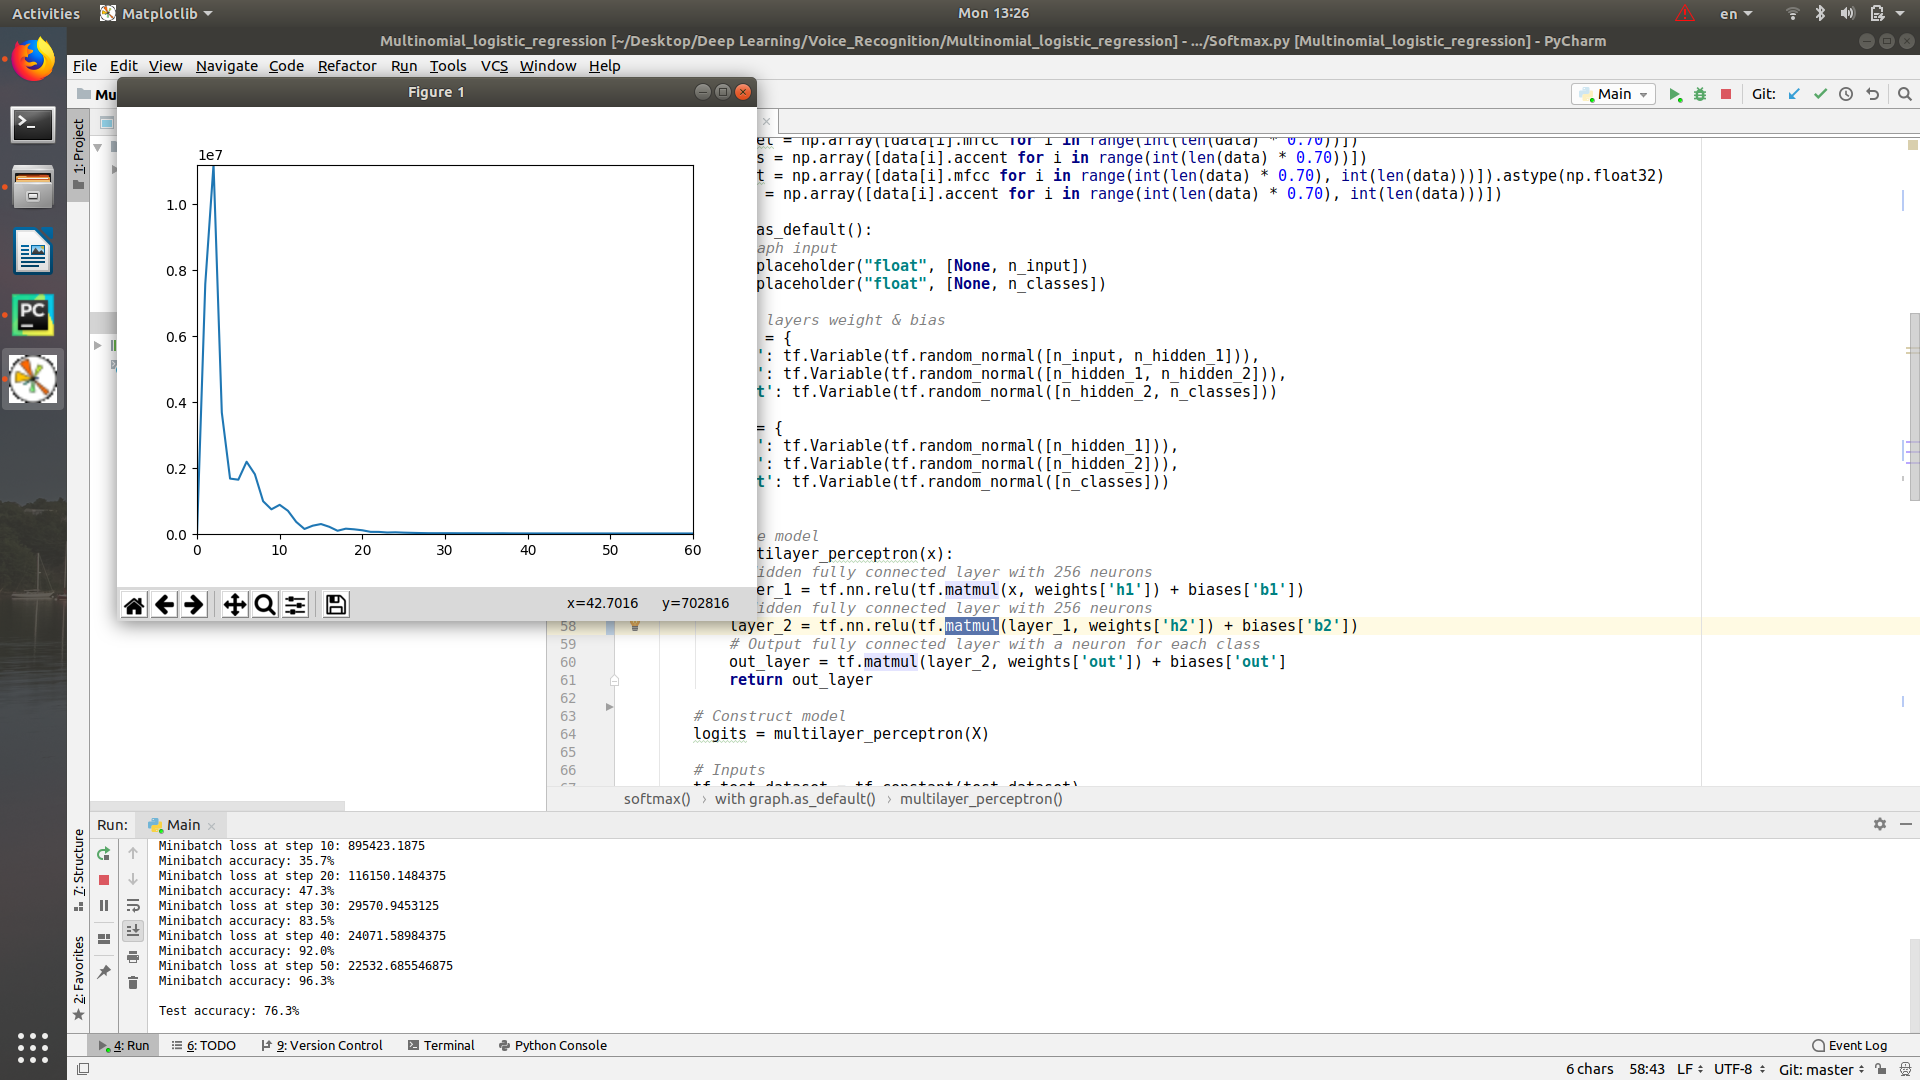 Activities Matplotlib Mon 13:26 en
Multinomial_logistic_regression [~/Desktop/Deep Learning/Voice_Recognition/Multinomial_logistic_regression] - .../Softmax.py [Multinomial_logistic_regression] - PyCharm
File Edit View Navigate Code Refactor Run Tools VCS Window Help
Mu Main Git:
Figure 1
1e7
1.0
0.8
0.6
0.4
0.2
0.0
0 10 20 30 40 50 60
x=42.7016 y=702816
1: Project
7: Structure
2: Favorites
= np.array([data[i].mfcc for i in range(int(len(data) * 0.70))])
s = np.array([data[i].accent for i in range(int(len(data) * 0.70))])
t = np.array([data[i].mfcc for i in range(int(len(data) * 0.70), int(len(data)))]).astype(np.float32)
= np.array([data[i].accent for i in range(int(len(data) * 0.70), int(len(data)))])
as_default():
aph input
placeholder("float", [None, n_input])
placeholder("float", [None, n_classes])
layers weight & bias
= {
': tf.Variable(tf.random_normal([n_input, n_hidden_1])),
': tf.Variable(tf.random_normal([n_hidden_1, n_hidden_2])),
t': tf.Variable(tf.random_normal([n_hidden_2, n_classes]))
= {
': tf.Variable(tf.random_normal([n_hidden_1])),
': tf.Variable(tf.random_normal([n_hidden_2])),
t': tf.Variable(tf.random_normal([n_classes]))
e model
tilayer_perceptron(x):
idden fully connected layer with 256 neurons
er_1 = tf.nn.relu(tf.matmul(x, weights['h1']) + biases['b1'])
idden fully connected layer with 256 neurons
58 layer_2 = tf.nn.relu(tf.matmul(layer_1, weights['h2']) + biases['b2'])
59 # Output fully connected layer with a neuron for each class
60 out_layer = tf.matmul(layer_2, weights['out']) + biases['out']
61 return out_layer
62
63 # Construct model
64 logits = multilayer_perceptron(X)
65
66 # Inputs
67 tf_test_dataset = tf.constant(test_dataset)
softmax() › with graph.as_default() › multilayer_perceptron()
Run: Main
Minibatch loss at step 10: 895423.1875
Minibatch accuracy: 35.7%
Minibatch loss at step 20: 116150.1484375
Minibatch accuracy: 47.3%
Minibatch loss at step 30: 29570.9453125
Minibatch accuracy: 83.5%
Minibatch loss at step 40: 24071.58984375
Minibatch accuracy: 92.0%
Minibatch loss at step 50: 22532.685546875
Minibatch accuracy: 96.3%
Test accuracy: 76.3%
4: Run 6: TODO 9: Version Control Terminal Python Console Event Log
6 chars 58:43 LF UTF-8 Git: master